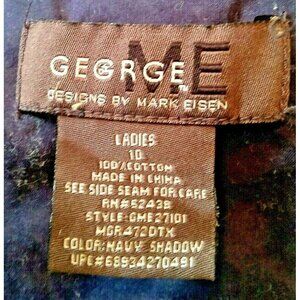 GEORGE ME™
DESIGNS BY MARK EISEN
LADIES
10
100%COTTON
MADE IN CHINA
SEE SIDE SEAM FOR CARE
RN#52438
STYLE:GME27101
MGR472DTX
COLOR:NAVY SHADOW
UPC#68934270491